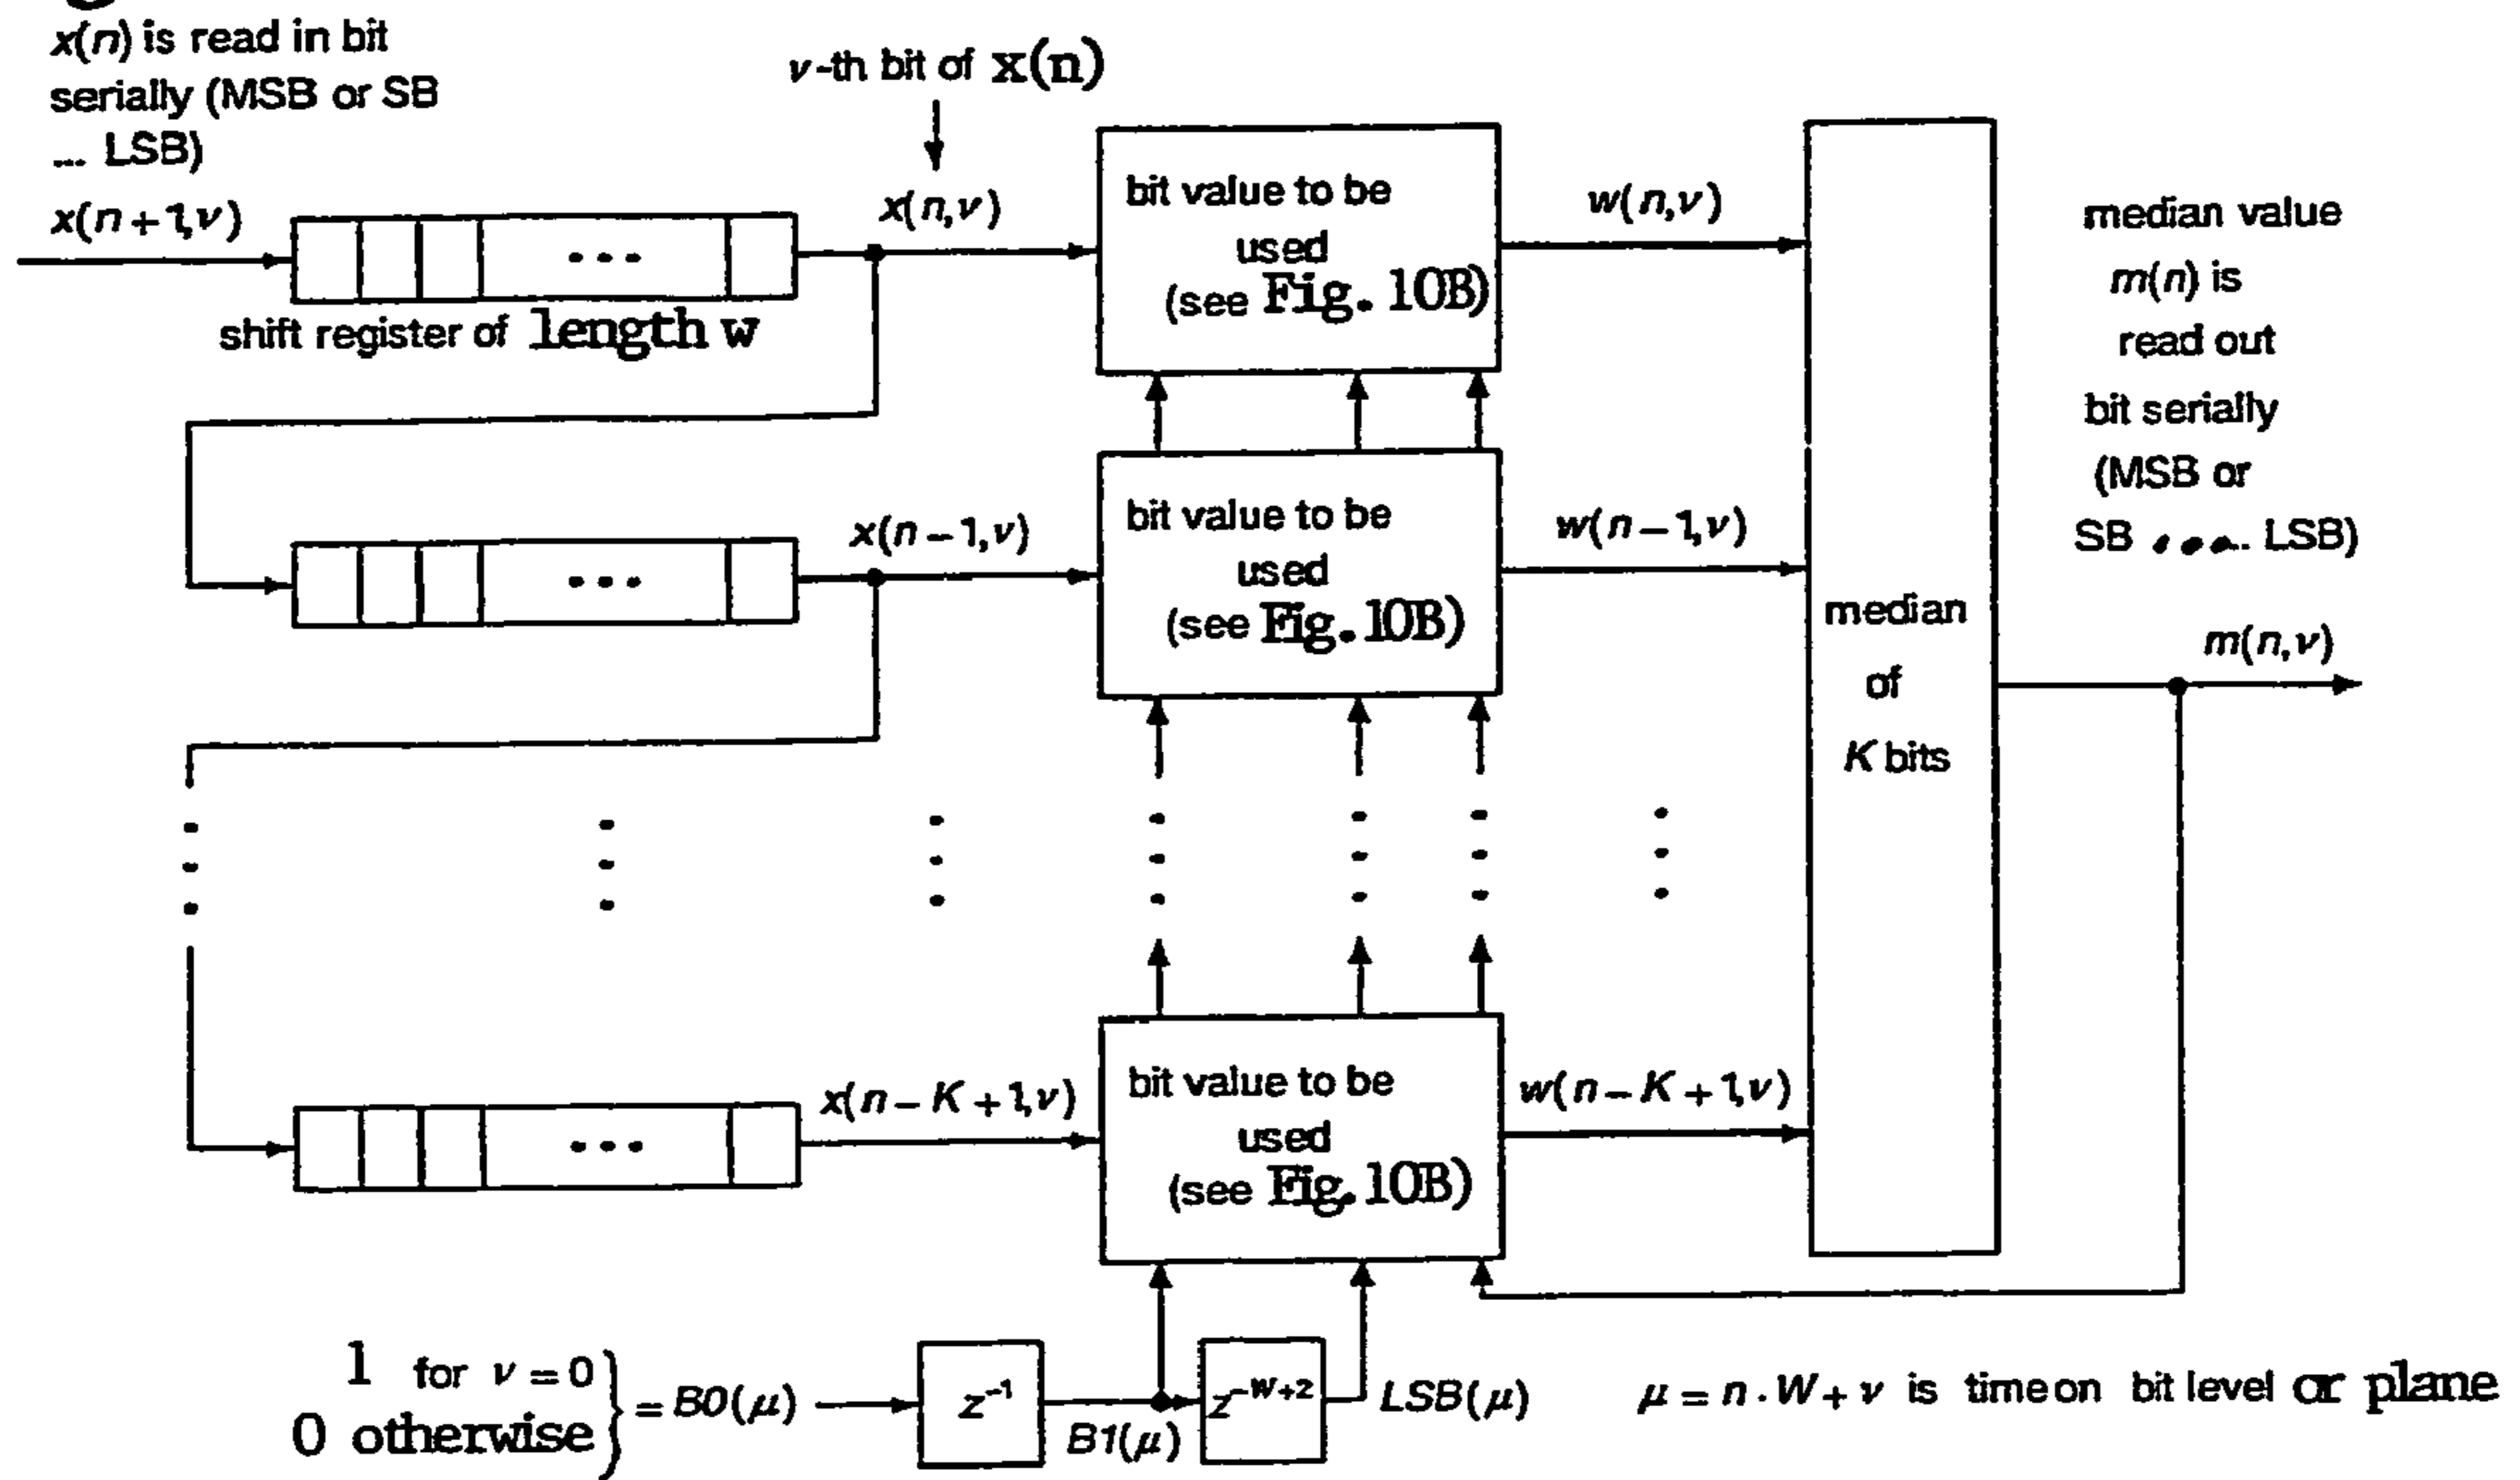 x(n) is read in bit
serially (MSB or SB
... LSB)
x(n+1,ν)
ν-th bit of x(n)
x(n,ν)
shift register of length w
bit value to be
used
(see Fig. 10B)
w(n,ν)
median value
m(n) is
read out
bit serially
(MSB or
SB .... LSB)
x(n-1,ν)
bit value to be
used
(see Fig. 10B)
w(n-1,ν)
median
of
K bits
m(n,ν)
x(n-K+1,ν)
bit value to be
used
(see Fig. 10B)
w(n-K+1,ν)
1 for ν=0
0 otherwise
} = B0(μ)
z⁻¹
B1(μ)
z^-W+2
LSB(μ)
μ = n·W+ν is time on bit level or plane